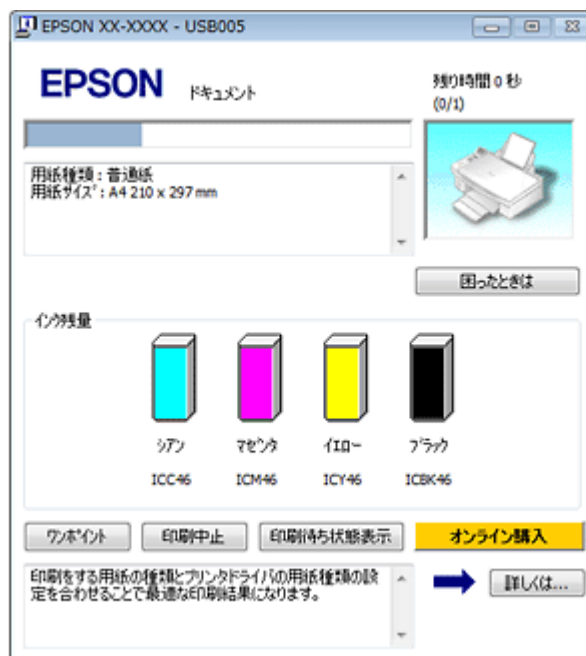 EPSON XX-XXXX - USB005
EPSON
ドキュメント
残り時間 0 秒
(0/1)
用紙種類 : 普通紙
用紙サイズ : A4 210 x 297 mm
困ったときは
インク残量
シアン
マゼンタ
イエロー
ブラック
ICC46
ICM46
ICY46
ICBK46
ワンポイント
印刷中止
印刷待ち状態表示
オンライン購入
印刷をする用紙の種類とプリンタドライバの用紙種類の設
定を合わせることで最適な印刷結果になります。
詳しくは...